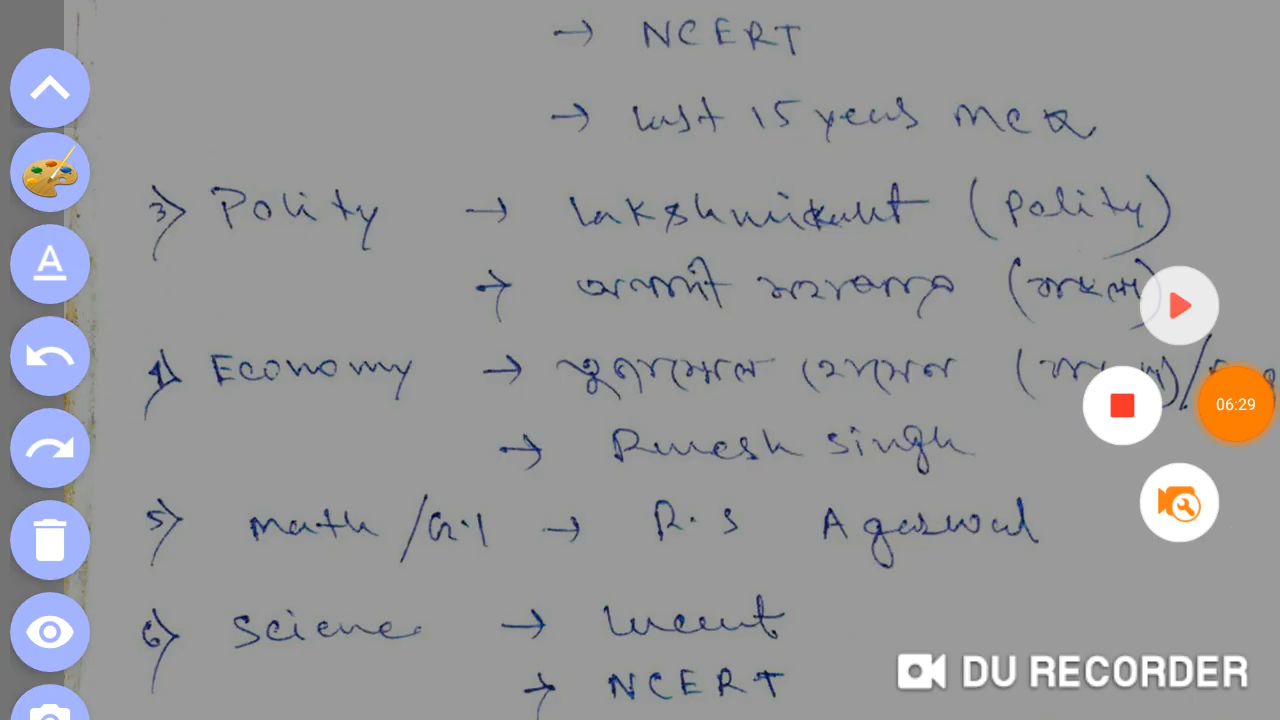 → NCERT
→ last 15 years MCQ
3) Polity → Lakshmikant (Polity)
→
4) Economy →
→ Rmesh singh
5) Math / G.I → R.S Agarwal
06:29
6) Science → Lucent
→ NCERT
DU RECORDER